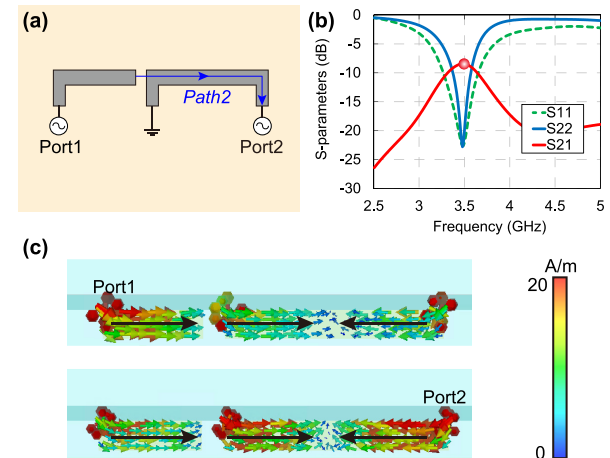 (a)
Path2
Port1
Port2
(b)
0
-5
-10
-15
-20
-25
-30
S-parameters (dB)
S11
S22
S21
2.5
3
3.5
4
4.5
5
Frequency (GHz)
(c)
Port1
Port2
A/m
20
0